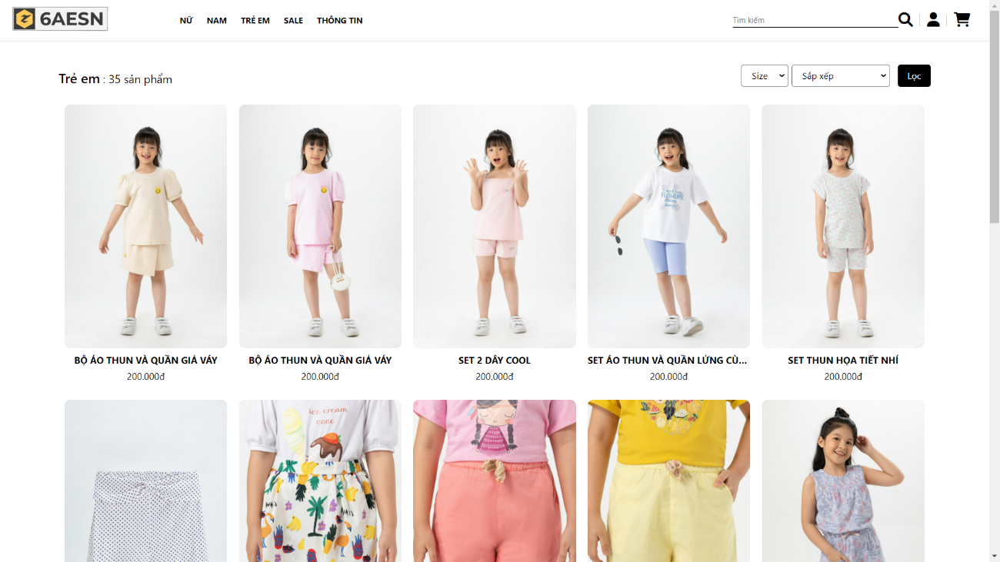 6AESN
NỮ NAM TRẺ EM SALE THÔNG TIN
Tìm kiếm
Trẻ em : 35 sản phẩm
Size
Sắp xếp
Lọc
BỘ ÁO THUN VÀ QUẦN GIẢ VÁY
200.000đ
BỘ ÁO THUN VÀ QUẦN GIẢ VÁY
200.000đ
SET 2 DÂY COOL
200.000đ
SET ÁO THUN VÀ QUẦN LỬNG CÙ...
200.000đ
SET THUN HỌA TIẾT NHÍ
200.000đ
ice cream
cone